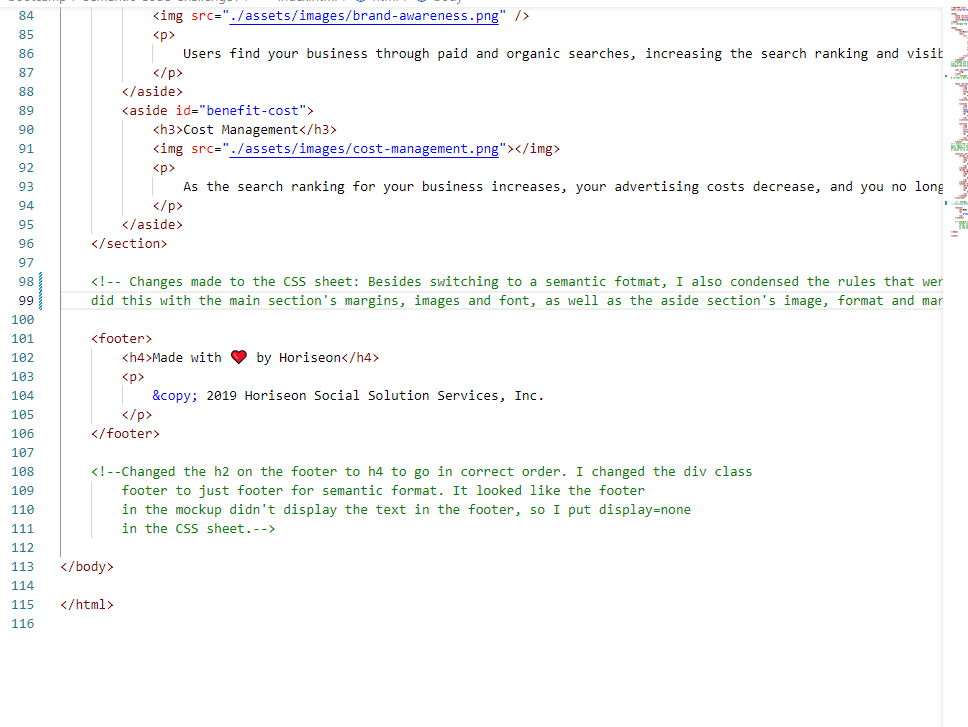 84 <img src="./assets/images/brand-awareness.png" />
85 <p>
86 Users find your business through paid and organic searches, increasing the search ranking and visib
87 </p>
88 </aside>
89 <aside id="benefit-cost">
90 <h3>Cost Management</h3>
91 <img src="./assets/images/cost-management.png"></img>
92 <p>
93 As the search ranking for your business increases, your advertising costs decrease, and you no long
94 </p>
95 </aside>
96 </section>
97
98 <!-- Changes made to the CSS sheet: Besides switching to a semantic fotmat, I also condensed the rules that wer
99 did this with the main section's margins, images and font, as well as the aside section's image, format and mar
100
101 <footer>
102 <h4>Made with ❤️ by Horiseon</h4>
103 <p>
104 &copy; 2019 Horiseon Social Solution Services, Inc.
105 </p>
106 </footer>
107
108 <!--Changed the h2 on the footer to h4 to go in correct order. I changed the div class
109 footer to just footer for semantic format. It looked like the footer
110 in the mockup didn't display the text in the footer, so I put display=none
111 in the CSS sheet.-->
112
113 </body>
114
115 </html>
116